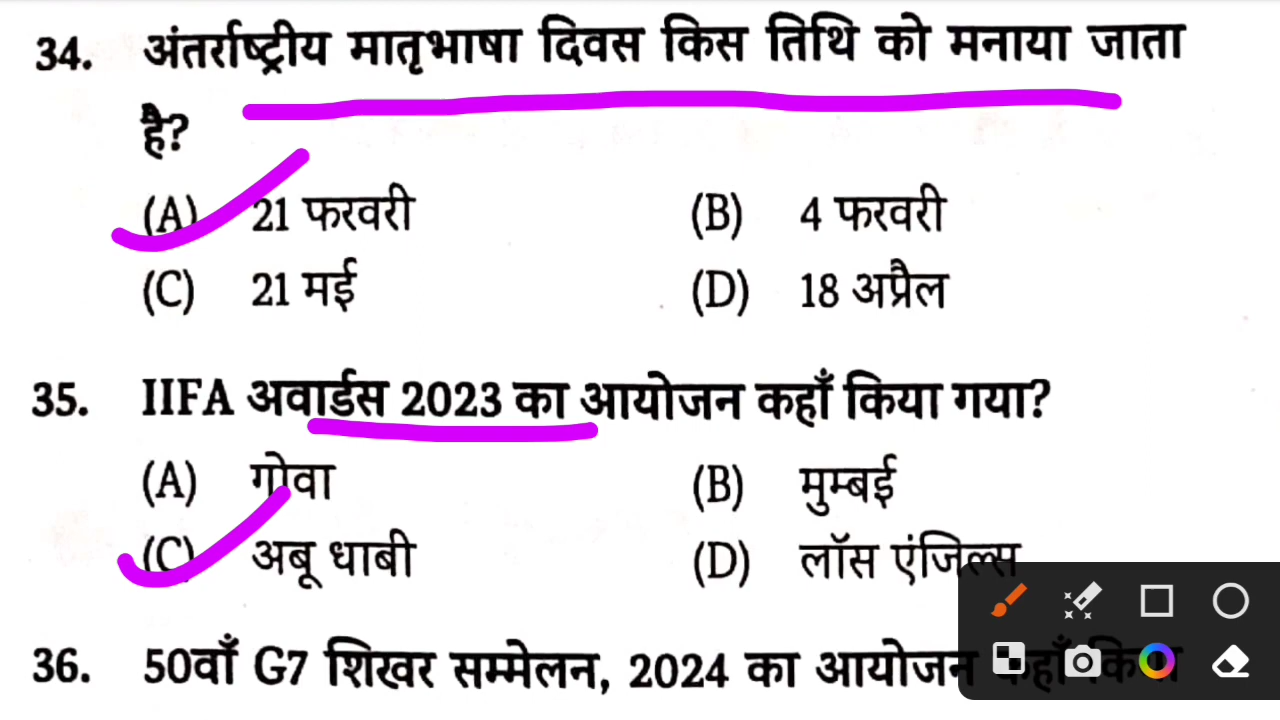 34. अंतर्राष्ट्रीय मातृभाषा दिवस किस तिथि को मनाया जाता
है?
(A) 21 फरवरी (B) 4 फरवरी
(C) 21 मई (D) 18 अप्रैल
35. IIFA अवार्डस 2023 का आयोजन कहाँ किया गया?
(A) गोवा (B) मुम्बई
(C) अबू धाबी (D) लॉस एंजिल्स
36. 50वाँ G7 शिखर सम्मेलन, 2024 का आयोजन कहाँ किया